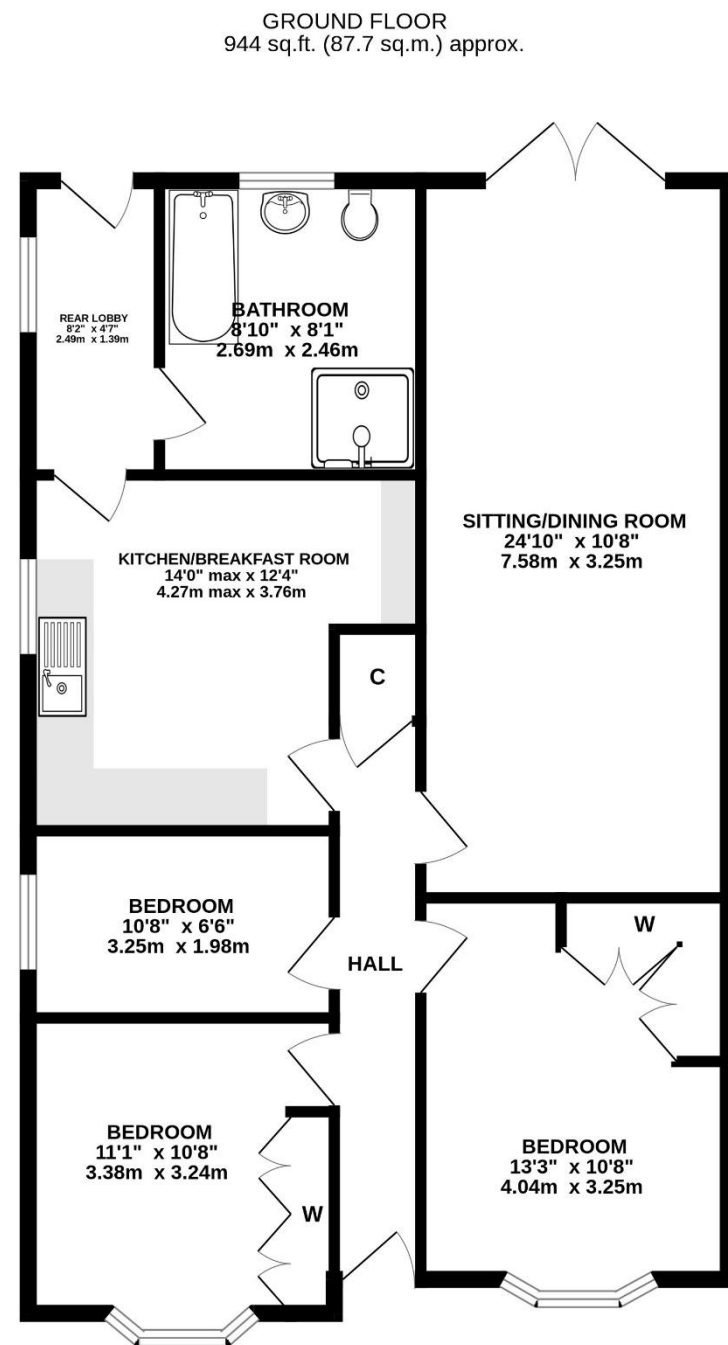 GROUND FLOOR
944 sq.ft. (87.7 sq.m.) approx.
REAR LOBBY
8'2" x 4'7"
2.49m x 1.39m
BATHROOM
8'10" x 8'1"
2.69m x 2.46m
SITTING/DINING ROOM
24'10" x 10'8"
7.58m x 3.25m
KITCHEN/BREAKFAST ROOM
14'0" max x 12'4"
4.27m max x 3.76m
C
BEDROOM
10'8" x 6'6"
3.25m x 1.98m
HALL
W
BEDROOM
11'1" x 10'8"
3.38m x 3.24m
W
BEDROOM
13'3" x 10'8"
4.04m x 3.25m